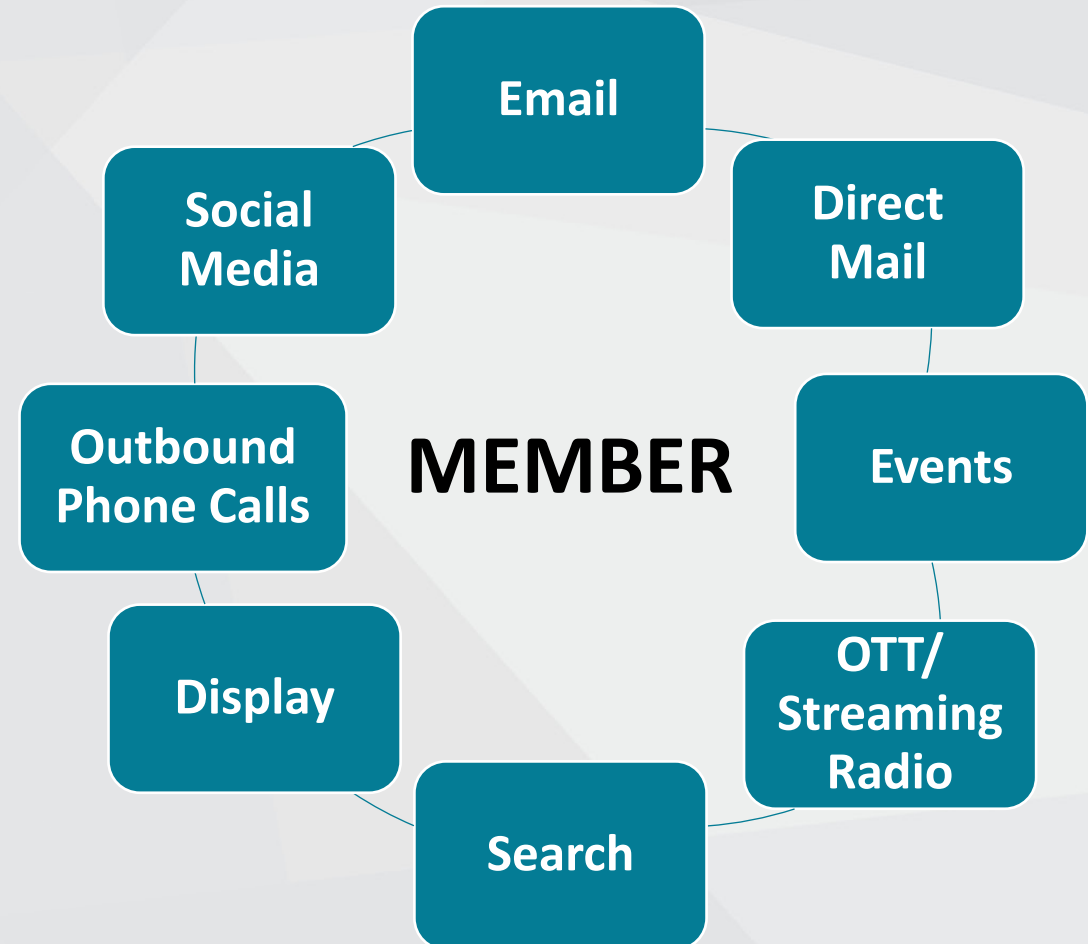 Email
Direct
Mail
Social
Media
MEMBER
Events
Outbound
Phone Calls
OTT/
Streaming
Radio
Display
Search